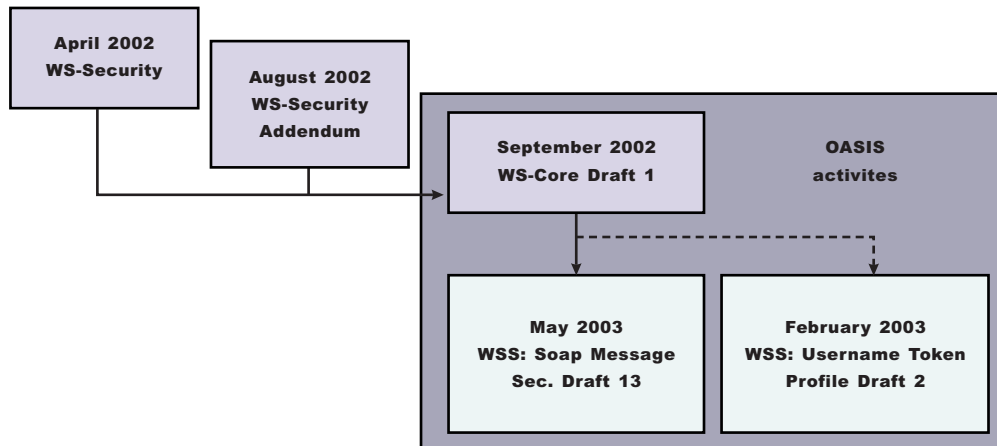 April 2002
WS-Security
August 2002
WS-Security
Addendum
September 2002
WS-Core Draft 1
OASIS
activites
May 2003
WSS: Soap Message
Sec. Draft 13
February 2003
WSS: Username Token
Profile Draft 2